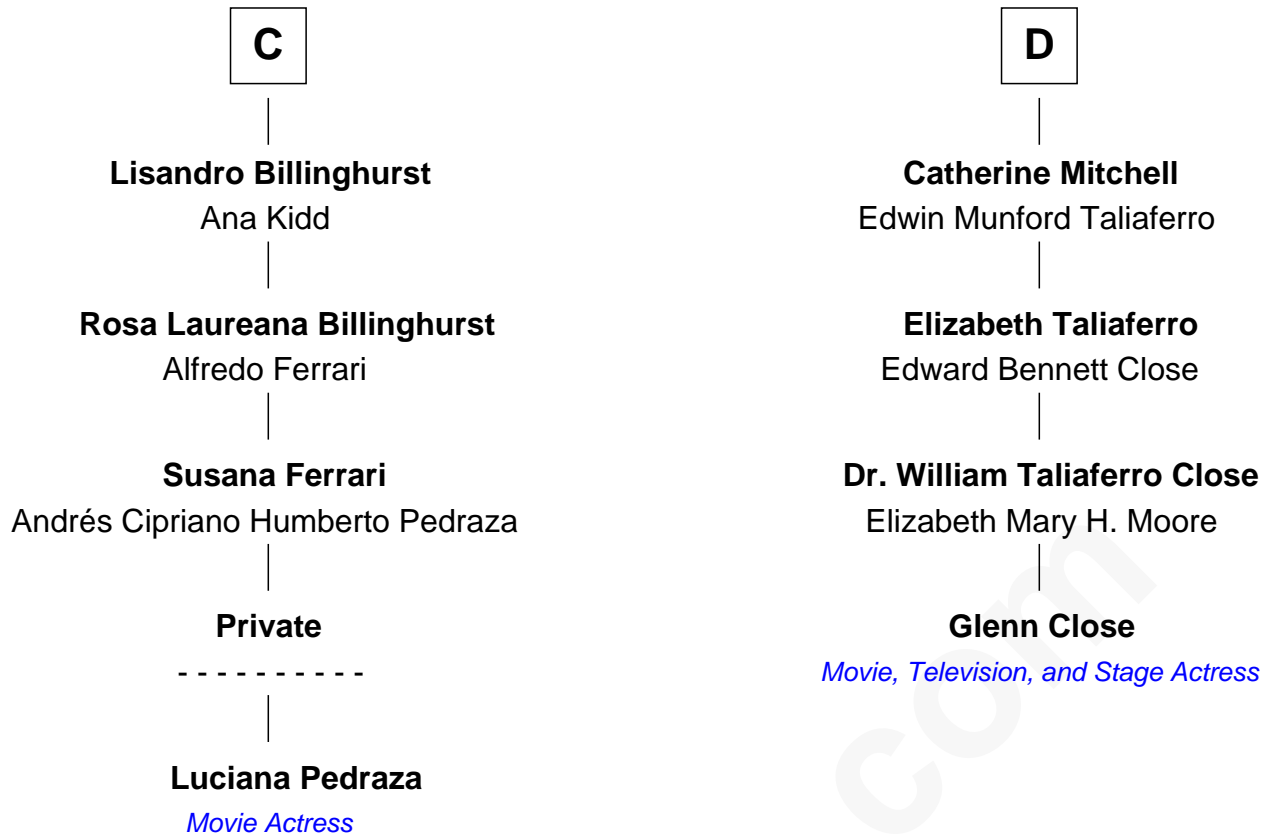 C
Lisandro Billinghurst
Ana Kidd
Rosa Laureana Billinghurst
Alfredo Ferrari
Susana Ferrari
Andrés Cipriano Humberto Pedraza
Private
- - - - - - - - - -
Luciana Pedraza
Movie Actress
D
Catherine Mitchell
Edwin Munford Taliaferro
Elizabeth Taliaferro
Edward Bennett Close
Dr. William Taliaferro Close
Elizabeth Mary H. Moore
Glenn Close
Movie, Television, and Stage Actress
com